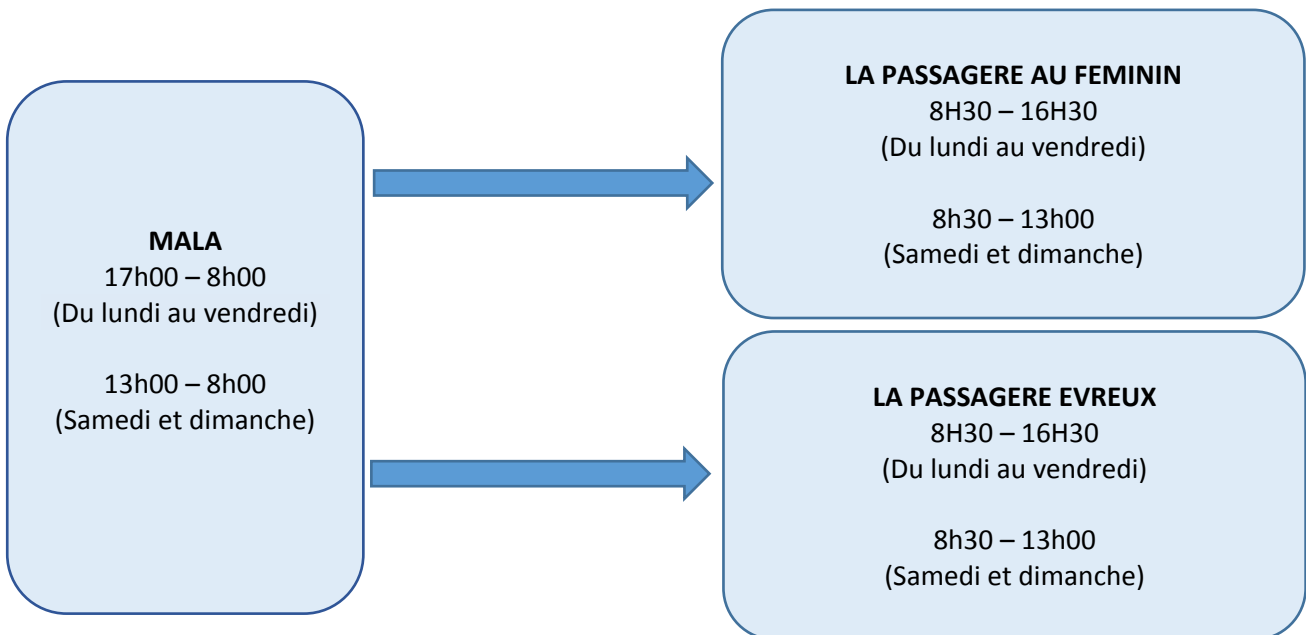 MALA
17h00 – 8h00
(Du lundi au vendredi)
13h00 – 8h00
(Samedi et dimanche)
LA PASSAGERE AU FEMININ
8H30 – 16H30
(Du lundi au vendredi)
8h30 – 13h00
(Samedi et dimanche)
LA PASSAGERE EVREUX
8H30 – 16H30
(Du lundi au vendredi)
8h30 – 13h00
(Samedi et dimanche)